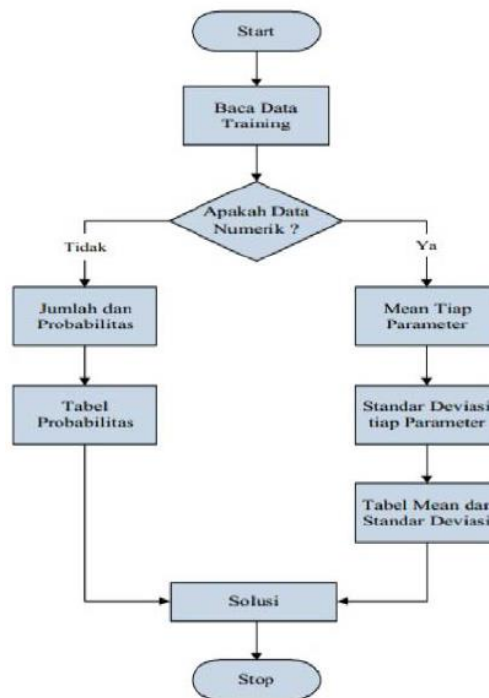 Start
Baca Data
Training
Apakah Data
Numerik ?
Tidak
Ya
Jumlah dan
Probabilitas
Mean Tiap
Parameter
Tabel
Probabilitas
Standar Deviasi
tiap Parameter
Tabel Mean dan
Standar Deviasi
Solusi
Stop